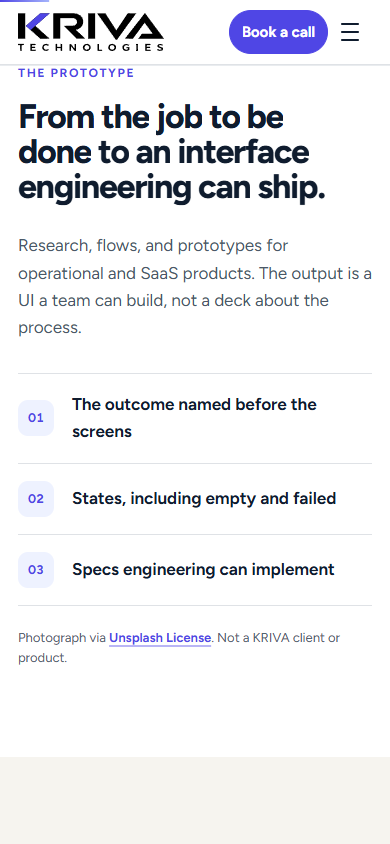 KRIVA
TECHNOLOGIES
Book a call
THE PROTOTYPE
From the job to be
done to an interface
engineering can ship.
Research, flows, and prototypes for
operational and SaaS products. The output is a
UI a team can build, not a deck about the
process.
01
The outcome named before the
screens
02
States, including empty and failed
03
Specs engineering can implement
Photograph via Unsplash License. Not a KRIVA client or
product.